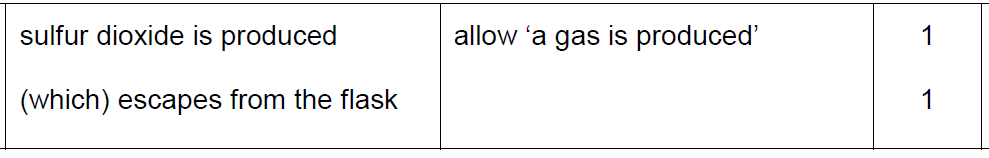 sulfur dioxide is produced allow ‘a gas is produced’ 1
(which) escapes from the flask 1